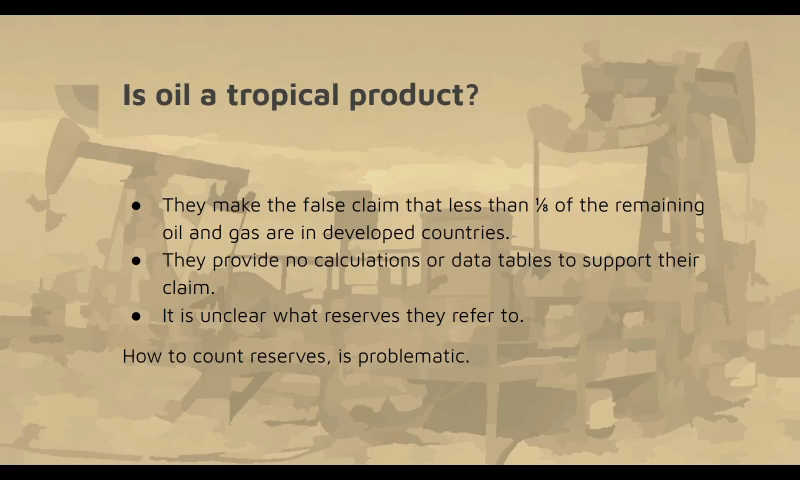 Is oil a tropical product?
● They make the false claim that less than ⅛ of the remaining
oil and gas are in developed countries.
● They provide no calculations or data tables to support their
claim.
● It is unclear what reserves they refer to.
How to count reserves, is problematic.